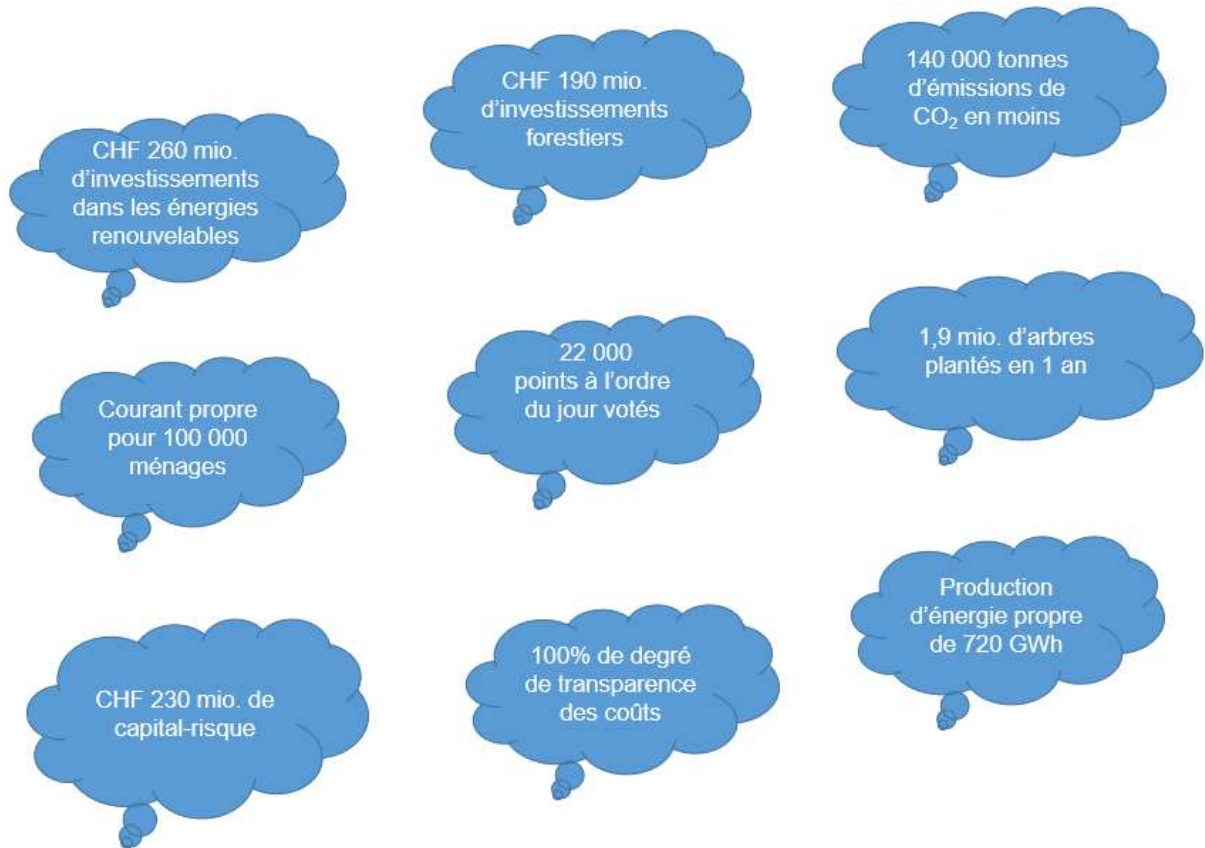 CHF 260 mio.
d'investissements
dans les énergies
renouvelables
CHF 190 mio.
d'investissements
forestiers
140 000 tonnes
d'émissions de
CO₂ en moins
Courant propre
pour 100 000
ménages
22 000
points à l'ordre
du jour votés
1,9 mio. d'arbres
plantés en 1 an
CHF 230 mio. de
capital-risque
100% de degré
de transparence
des coûts
Production
d'énergie propre
de 720 GWh